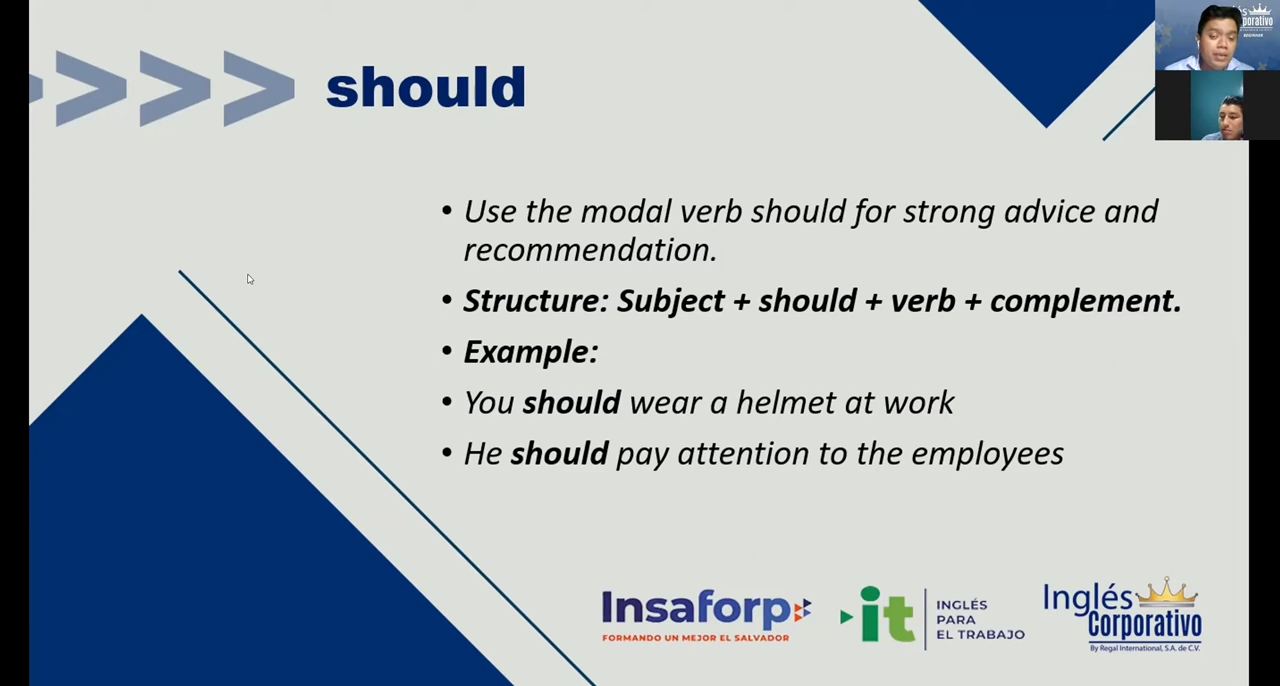 should
• Use the modal verb should for strong advice and
recommendation.
• Structure: Subject + should + verb + complement.
• Example:
• You should wear a helmet at work
• He should pay attention to the employees
Insaforp
FORMANDO UN MEJOR EL SALVADOR
it
INGLÉS
PARA
EL TRABAJO
Inglés
Corporativo
By Regal International, S.A. de C.V.